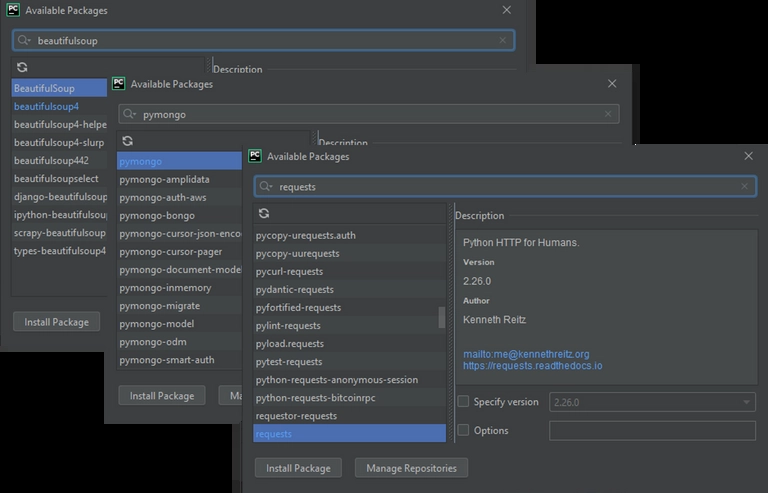 PC Available Packages
beautifulsoup
Description
BeautifulSoup
beautifulsoup4
beautifulsoup4-helpe
beautifulsoup4-slurp
beautifulsoup442
beautifulsoupselect
django-beautifulsoup
ipython-beautifulsou
scrapy-beautifulsoup
types-beautifulsoup4
Install Package
PC Available Packages
pymongo
Description
pymongo
pymongo-amplidata
pymongo-auth-aws
pymongo-bongo
pymongo-cursor-json-enco
pymongo-cursor-pager
pymongo-document-model
pymongo-inmemory
pymongo-migrate
pymongo-model
pymongo-odm
pymongo-smart-auth
Install Package
Ma
PC Available Packages
requests
pycopy-urequests.auth
pycopy-uurequests
pycurl-requests
pydantic-requests
pyfortified-requests
pylint-requests
pyload.requests
pytest-requests
python-requests-anonymous-session
python-requests-bitcoinrpc
requestor-requests
requests
Description
Python HTTP for Humans.
Version
2.26.0
Author
Kenneth Reitz
mailto:me@kennethreitz.org
https://requests.readthedocs.io
Specify version 2.26.0
Options
Install Package Manage Repositories